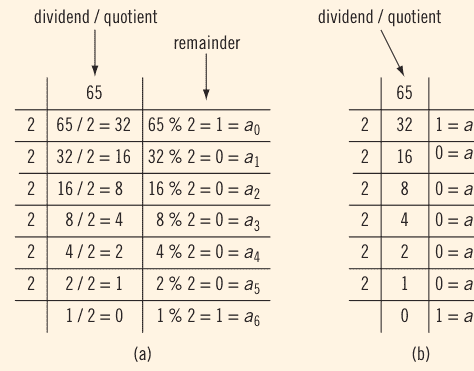 dividend / quotient
remainder
65
2 65 / 2 = 32 65 % 2 = 1 = a0
2 32 / 2 = 16 32 % 2 = 0 = a1
2 16 / 2 = 8 16 % 2 = 0 = a2
2 8 / 2 = 4 8 % 2 = 0 = a3
2 4 / 2 = 2 4 % 2 = 0 = a4
2 2 / 2 = 1 2 % 2 = 0 = a5
1 / 2 = 0 1 % 2 = 1 = a6
(a)
dividend / quotient
65
2 32 1 = a
2 16 0 = a
2 8 0 = a
2 4 0 = a
2 2 0 = a
2 1 0 = a
0 1 = a
(b)